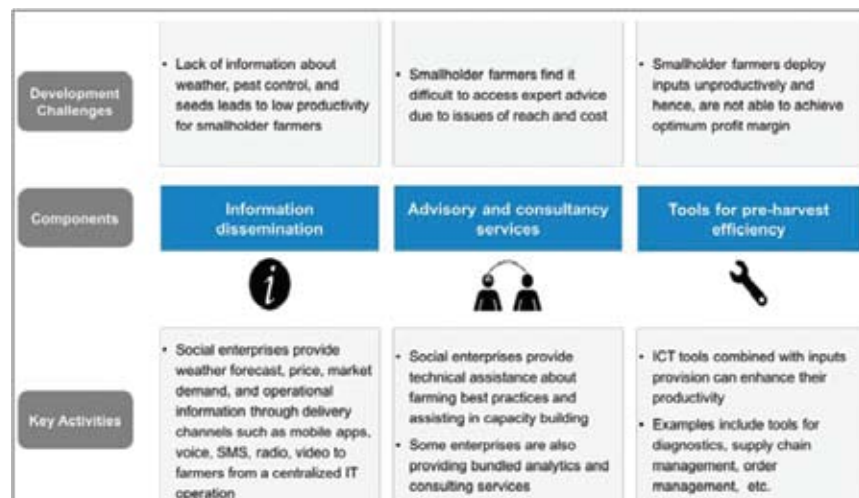 Development
Challenges
• Lack of information about
weather, pest control, and
seeds leads to low productivity
for smallholder farmers
• Smallholder farmers find it
difficult to access expert advice
due to issues of reach and cost
• Smallholder farmers deploy
inputs unproductively and
hence, are not able to achieve
optimum profit margin
Components
Information
dissemination
Advisory and consultancy
services
Tools for pre-harvest
efficiency
i
Key Activities
• Social enterprises provide
weather forecast, price, market
demand, and operational
information through delivery
channels such as mobile apps,
voice, SMS, radio, video to
farmers from a centralized IT
operation
• Social enterprises provide
technical assistance about
farming best practices and
assisting in capacity building
• Some enterprises are also
providing bundled analytics and
consulting services
• ICT tools combined with inputs
provision can enhance their
productivity
• Examples include tools for
diagnostics, supply chain
management, order
management, etc.